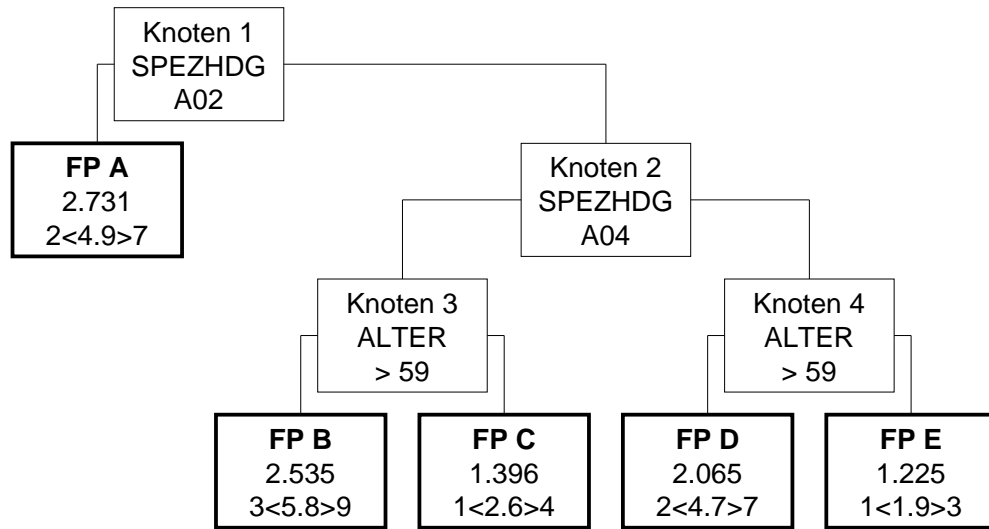 Knoten 1
SPEZHDG
A02
FP A
2.731
2<4.9>7
Knoten 2
SPEZHDG
A04
Knoten 3
ALTER
> 59
Knoten 4
ALTER
> 59
FP B
2.535
3<5.8>9
FP C
1.396
1<2.6>4
FP D
2.065
2<4.7>7
FP E
1.225
1<1.9>3